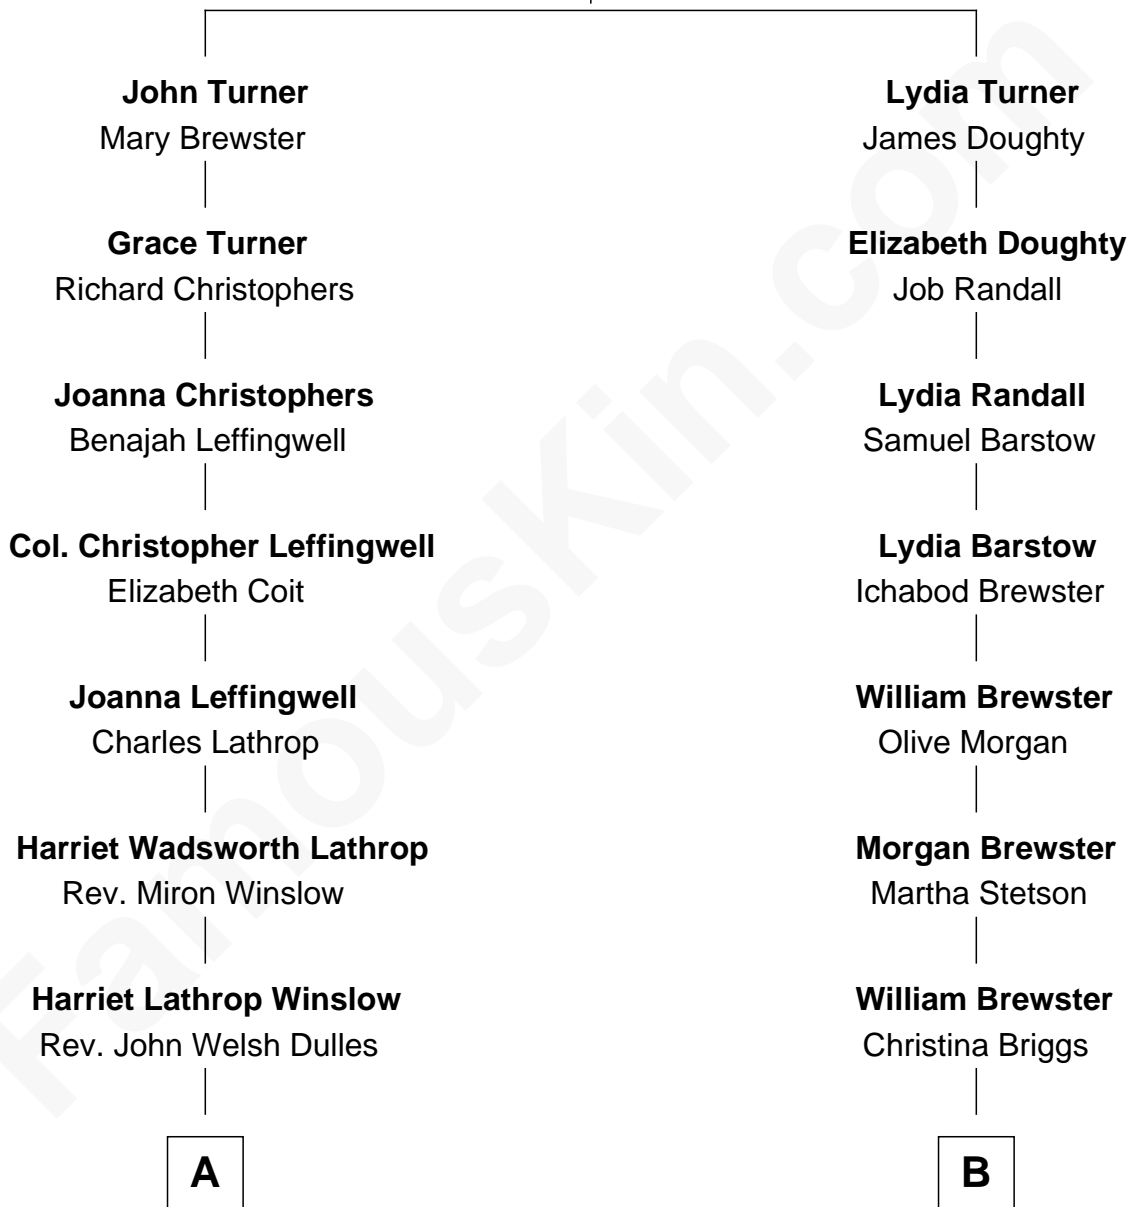 John Turner
Mary Brewster
Grace Turner
Richard Christophers
Joanna Christophers
Benajah Leffingwell
Col. Christopher Leffingwell
Elizabeth Coit
Joanna Leffingwell
Charles Lathrop
Harriet Wadsworth Lathrop
Rev. Miron Winslow
Harriet Lathrop Winslow
Rev. John Welsh Dulles
A
Lydia Turner
James Doughty
Elizabeth Doughty
Job Randall
Lydia Randall
Samuel Barstow
Lydia Barstow
Ichabod Brewster
William Brewster
Olive Morgan
Morgan Brewster
Martha Stetson
William Brewster
Christina Briggs
B
FamousKin.com